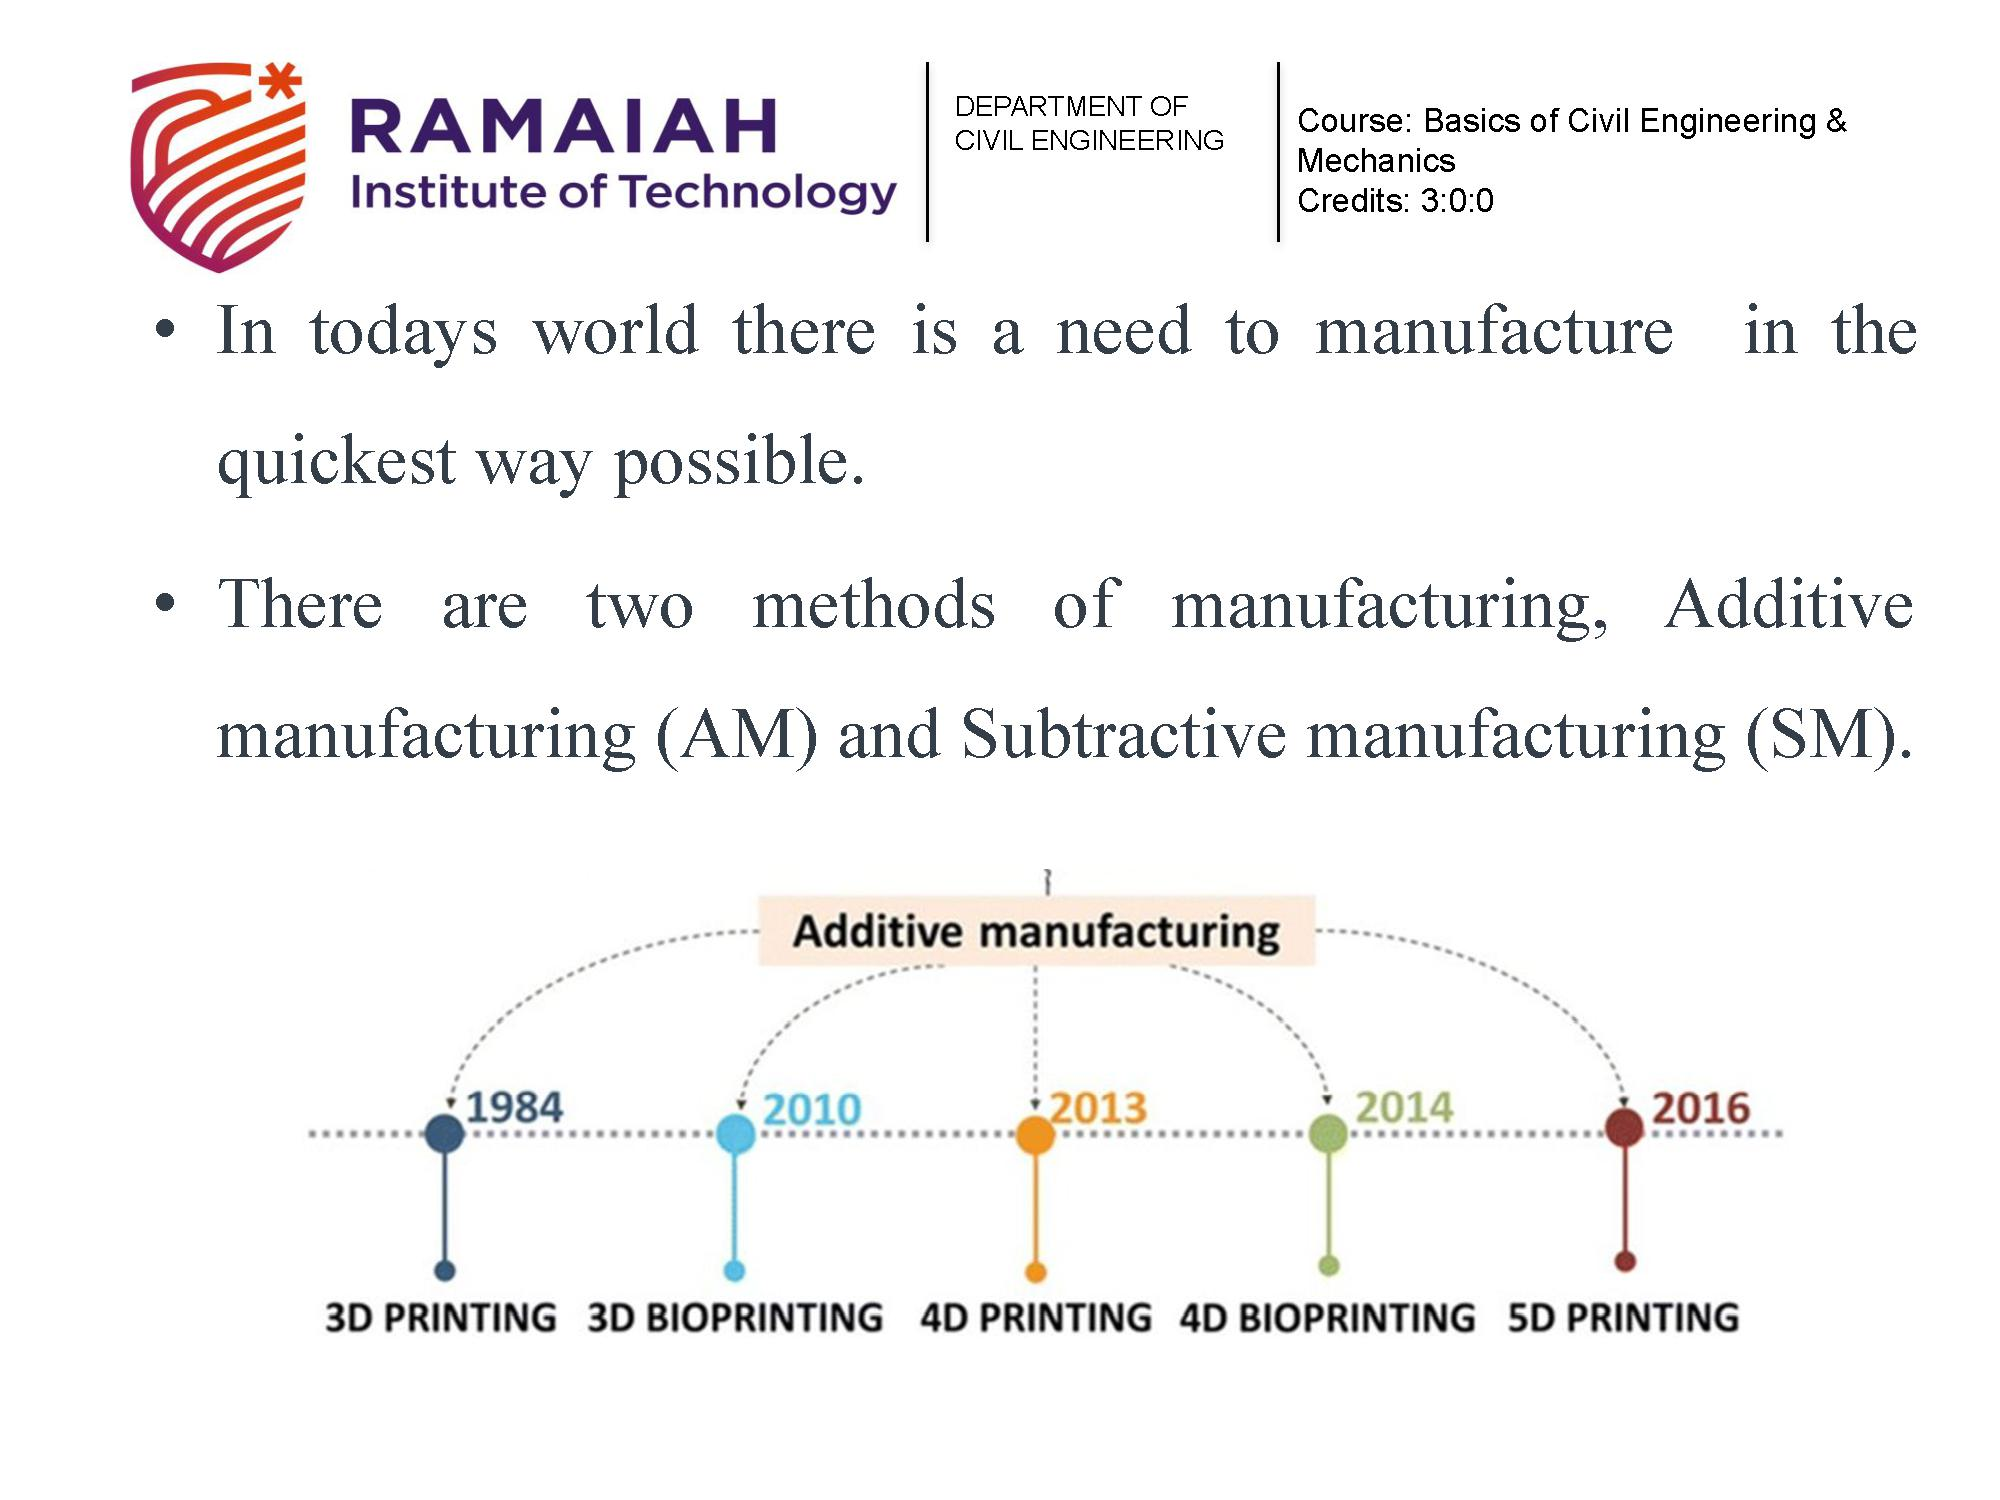 RAMAIAH
Institute of Technology
DEPARTMENT OF
CIVIL ENGINEERING
Course: Basics of Civil Engineering &
Mechanics
Credits: 3:0:0
• In todays world there is a need to manufacture in the
quickest way possible.
• There are two methods of manufacturing, Additive
manufacturing (AM) and Subtractive manufacturing (SM).
Additive manufacturing
1984 2010 2013 2014 2016
3D PRINTING 3D BIOPRINTING 4D PRINTING 4D BIOPRINTING 5D PRINTING